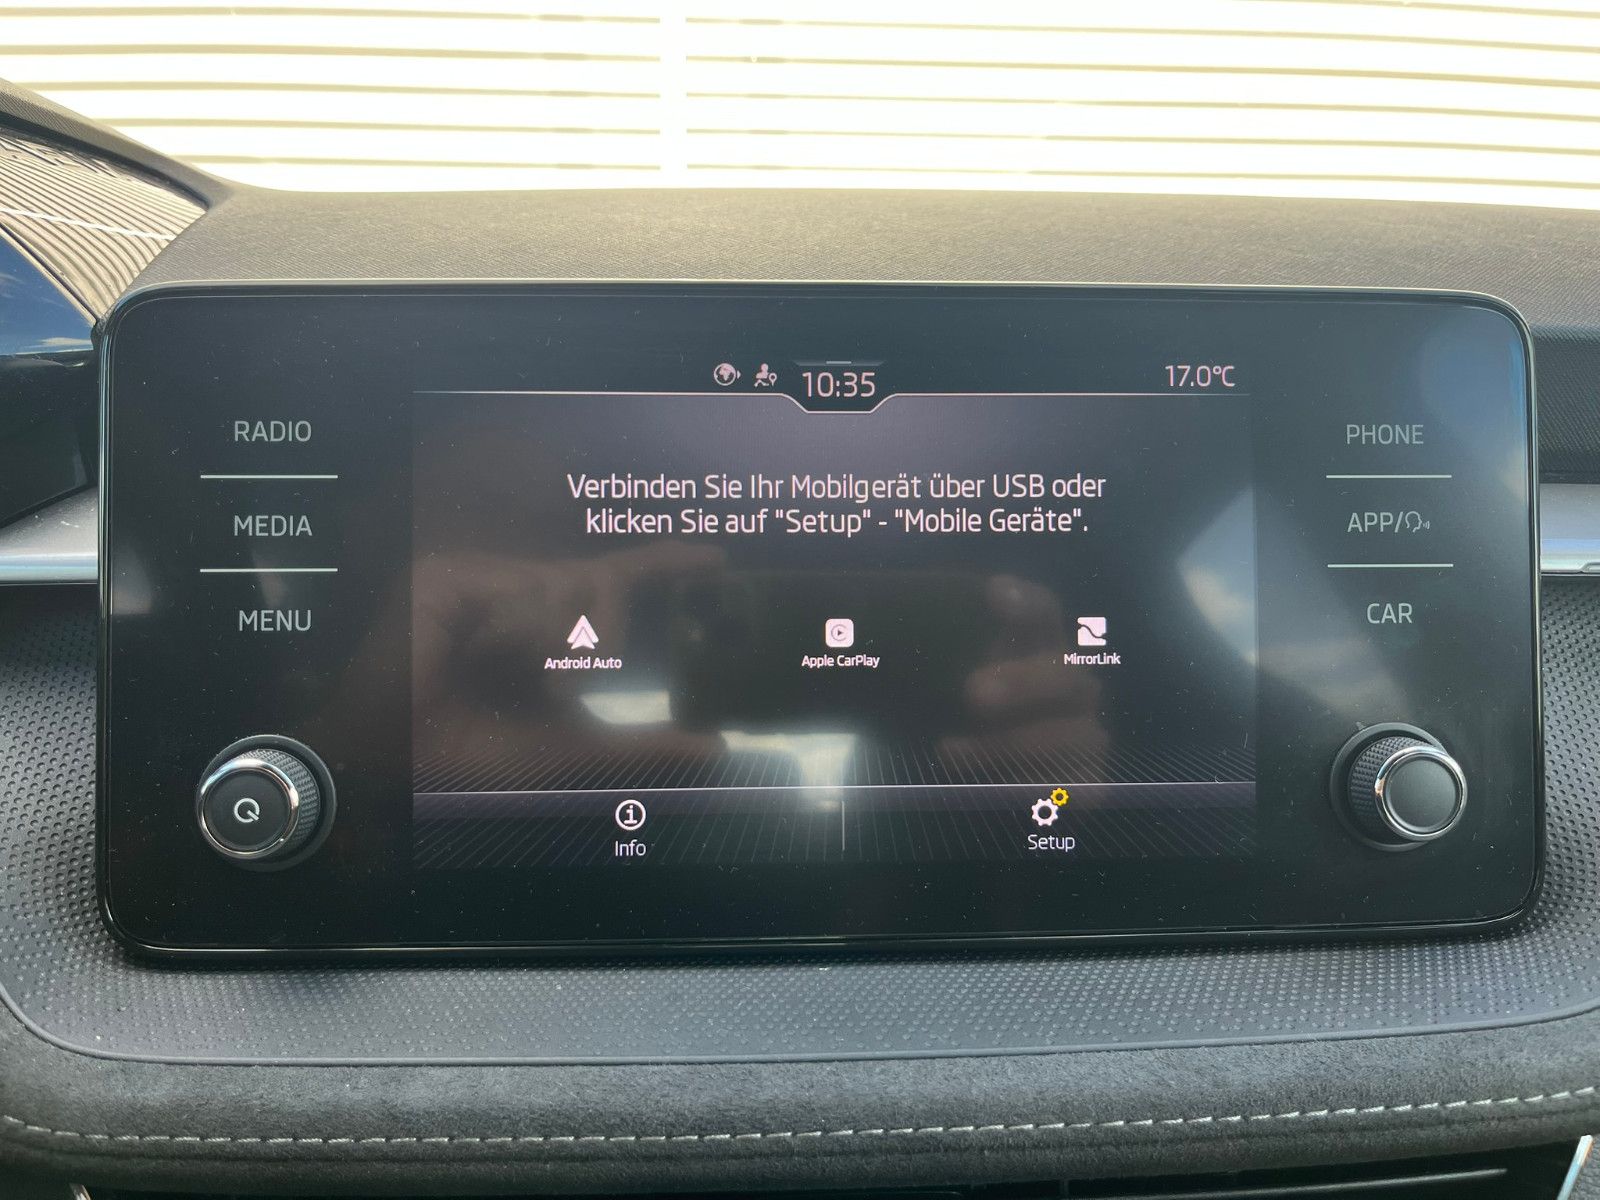 10:35
17.0°C
RADIO
MEDIA
MENU
Verbinden Sie Ihr Mobilgerät über USB oder
klicken Sie auf "Setup" - "Mobile Geräte".
Android Auto
Apple CarPlay
MirrorLink
Info
Setup
PHONE
APP/
CAR